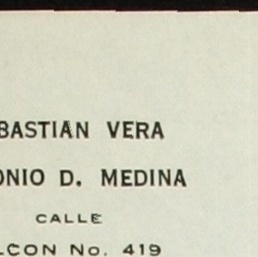 BASTIAN VERA
ONIO D. MEDINA
CALLE
LCON No. 419